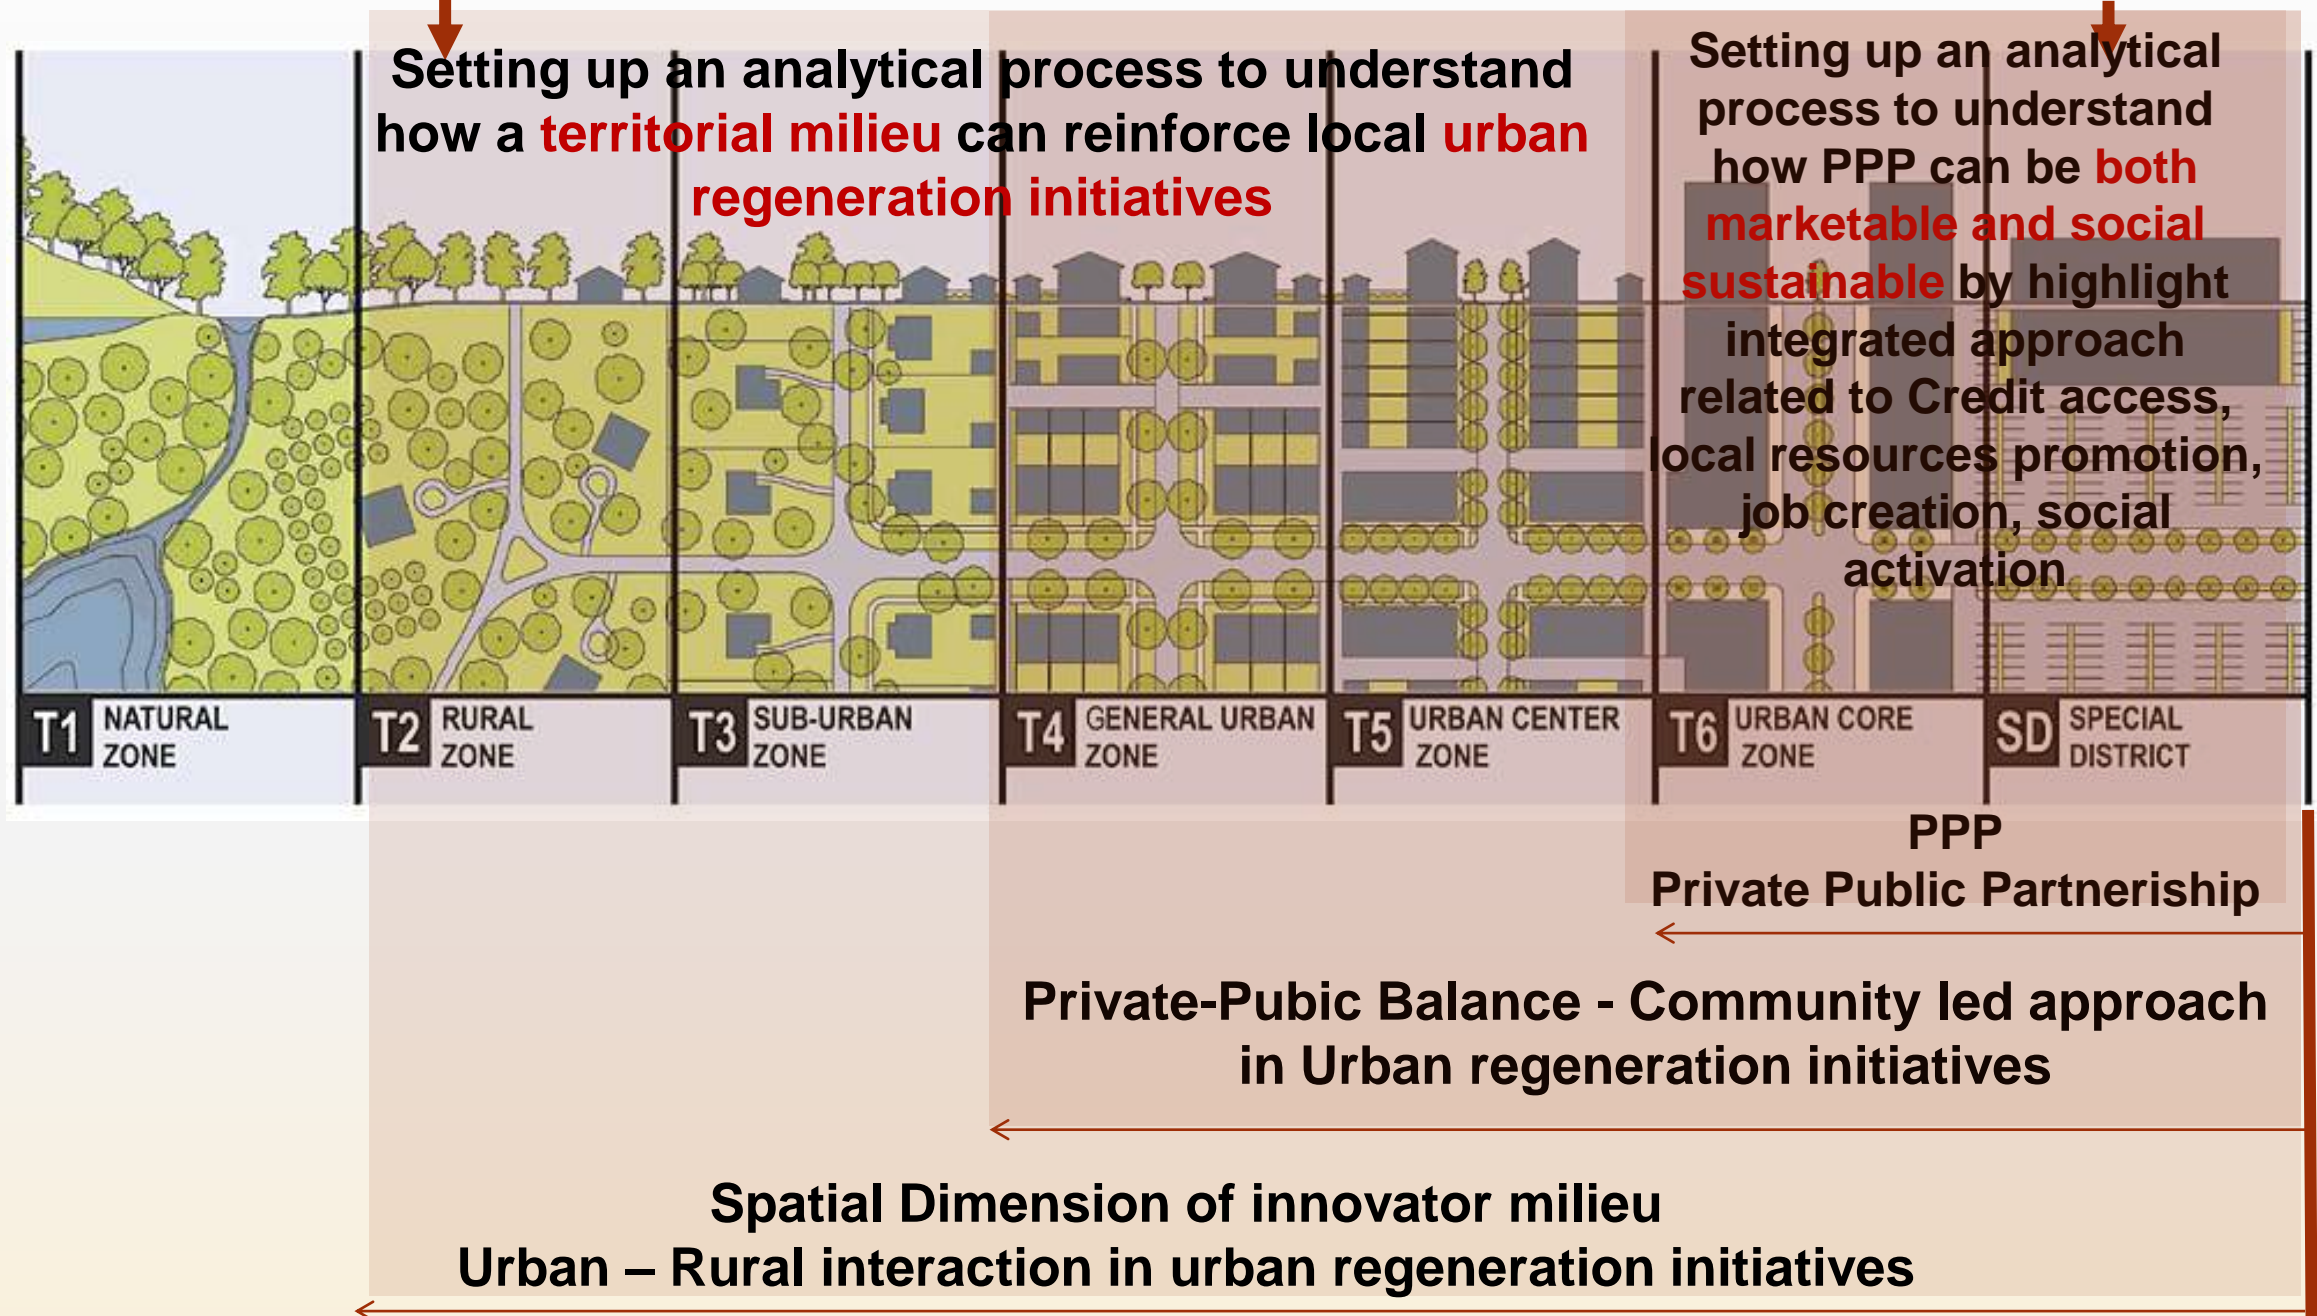 Setting up an analytical process to understand
how a territorial milieu can reinforce local urban
regeneration initiatives
Setting up an analytical
process to understand
how PPP can be both
marketable and social
sustainable by highlight
integrated approach
related to Credit access,
local resources promotion,
job creation, social
activation
T1 NATURAL
ZONE
T2 RURAL
ZONE
T3 SUB-URBAN
ZONE
T4 GENERAL URBAN
ZONE
T5 URBAN CENTER
ZONE
T6 URBAN CORE
ZONE
SD SPECIAL
DISTRICT
PPP
Private Public Partneriship
Private-Pubic Balance - Community led approach
in Urban regeneration initiatives
Spatial Dimension of innovator milieu
Urban – Rural interaction in urban regeneration initiatives